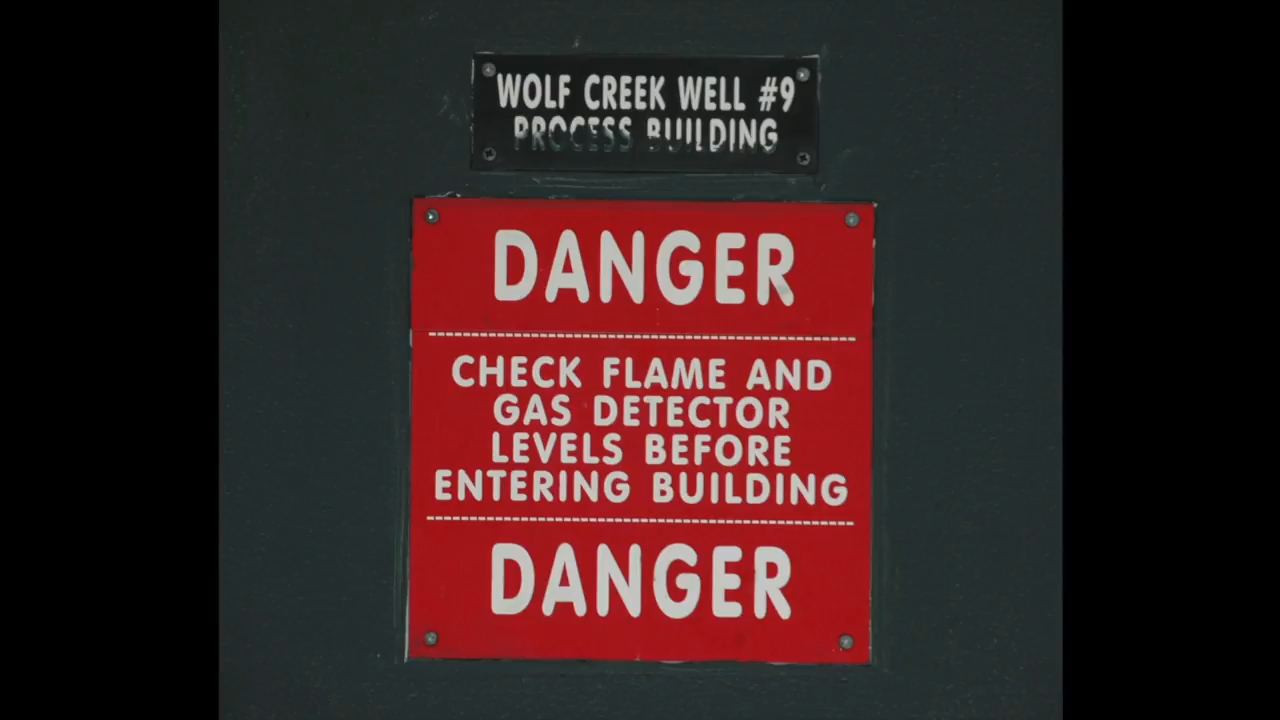 WOLF CREEK WELL #9
PROCESS BUILDING
DANGER
CHECK FLAME AND
GAS DETECTOR
LEVELS BEFORE
ENTERING BUILDING
DANGER